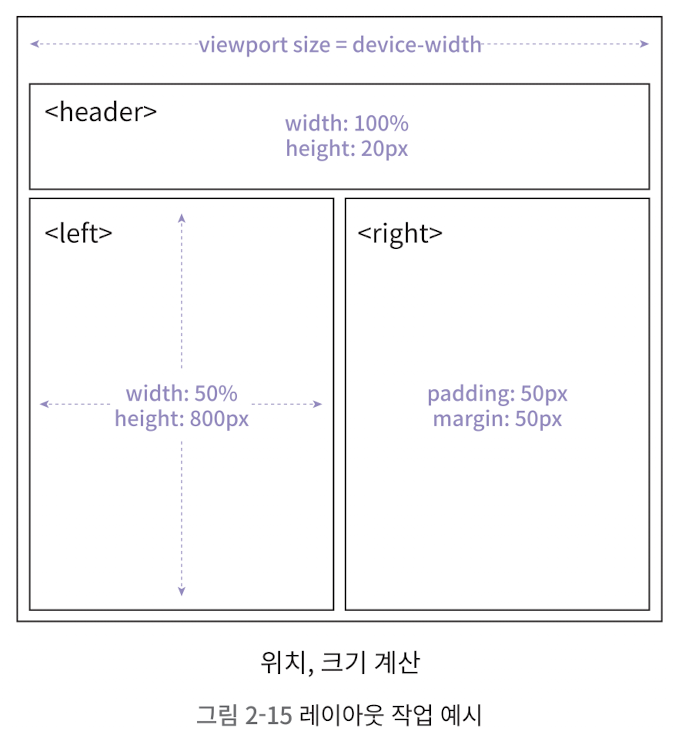 viewport size = device-width
<header>
width: 100%
height: 20px
<left>
width: 50%
height: 800px
<right>
padding: 50px
margin: 50px
위치, 크기 계산
그림 2-15 레이아웃 작업 예시